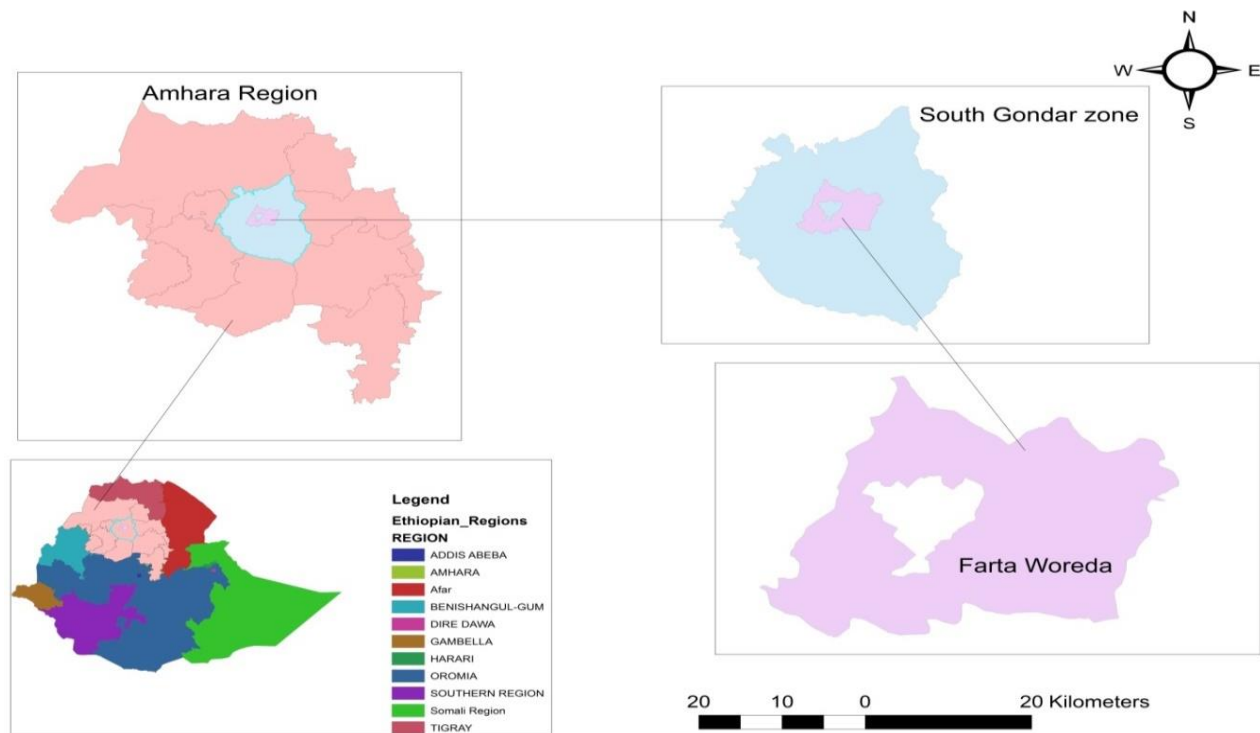 N
W E
S
Amhara Region
South Gondar zone
Farta Woreda
Legend
Ethiopian_Regions
REGION
ADDIS ABEBA
AMHARA
Afar
BENISHANGUL-GUM
DIRE DAWA
GAMBELLA
HARARI
OROMIA
SOUTHERN REGION
Somali Region
TIGRAY
20 10 0 20 Kilometers